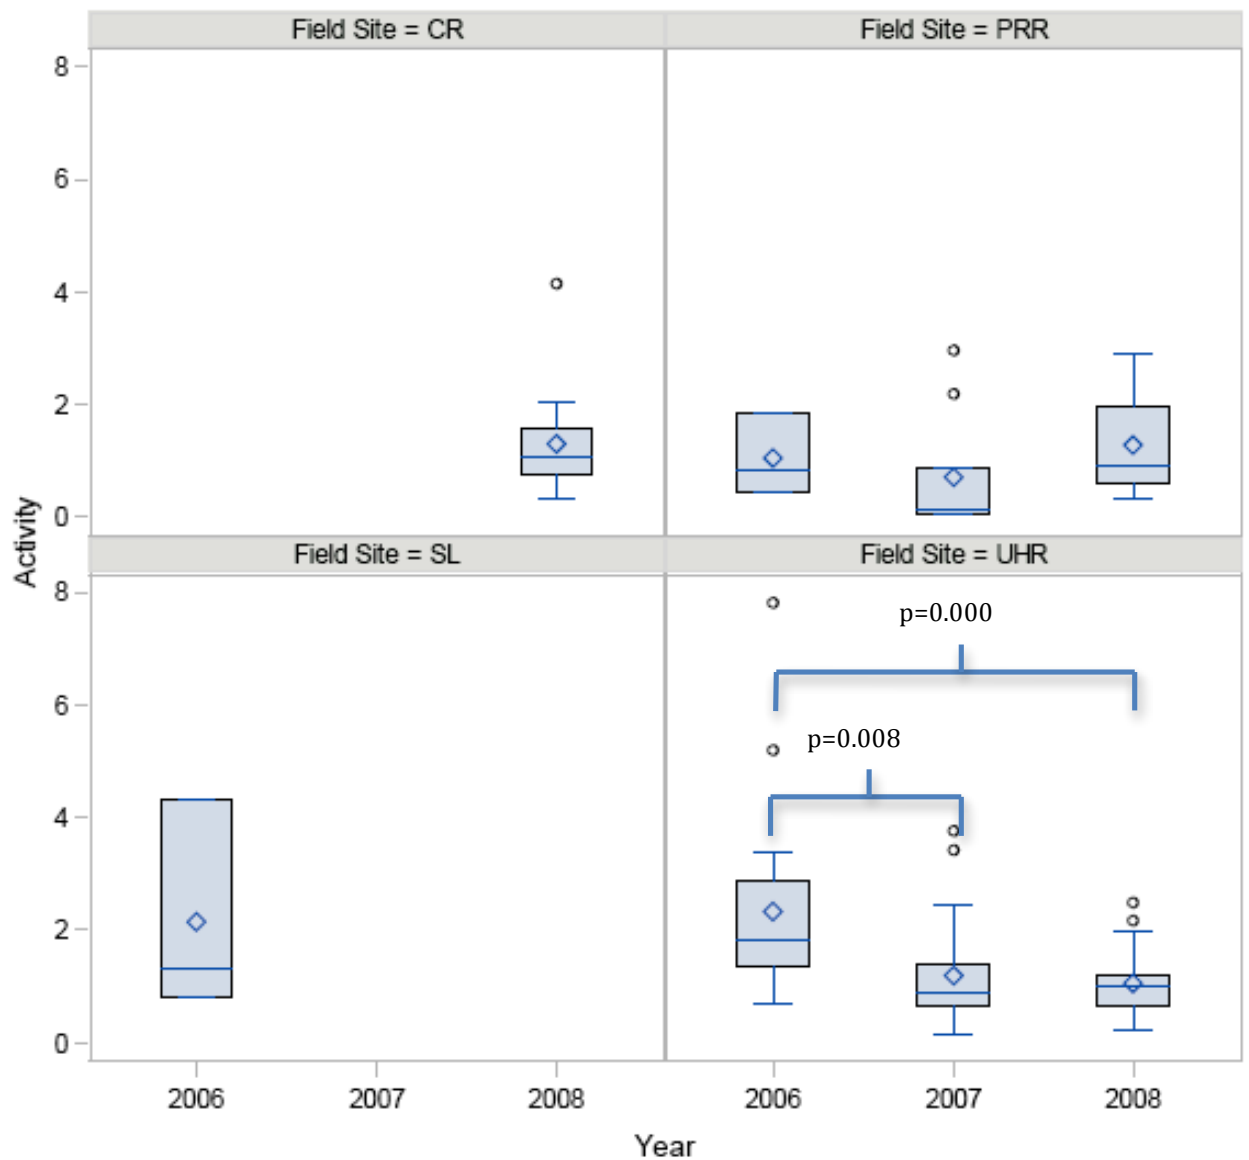 Field Site = CR
Field Site = PRR
8
6
4
2
0
Activity
Field Site = SL
Field Site = UHR
8
6
4
2
0
p=0.000
p=0.008
2006 2007 2008 2006 2007 2008
Year